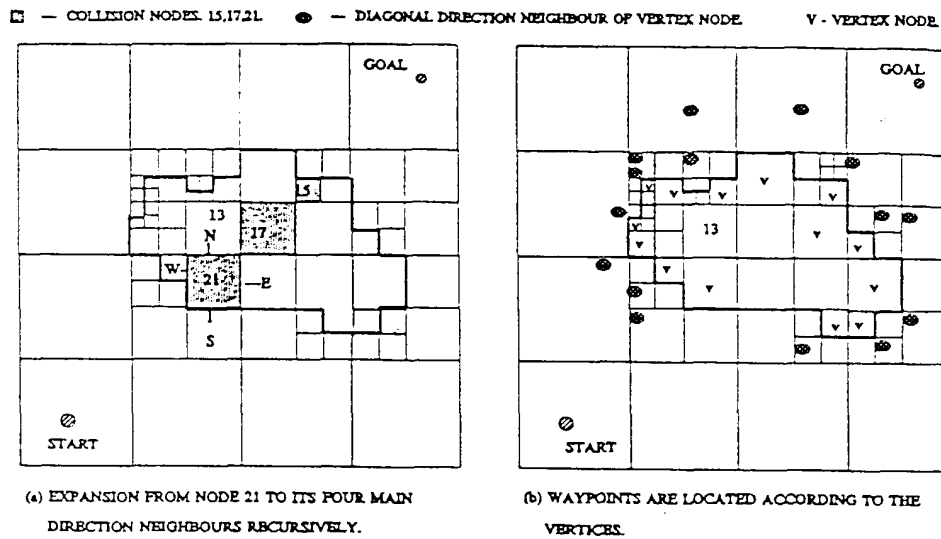 — COLLISION NODES. 15,17,21. — DIAGONAL DIRECTION NEIGHBOUR OF VERTEX NODE. V - VERTEX NODE.
GOAL
15
13
17
N
W
21
E
S
START
GOAL
V
V
V
V
V
V
13
V
V
V
V
V
V
V
V
V
START
(a) EXPANSION FROM NODE 21 TO ITS FOUR MAIN
DIRECTION NEIGHBOURS RECURSIVELY.
(b) WAYPOINTS ARE LOCATED ACCORDING TO THE
VERTICES.